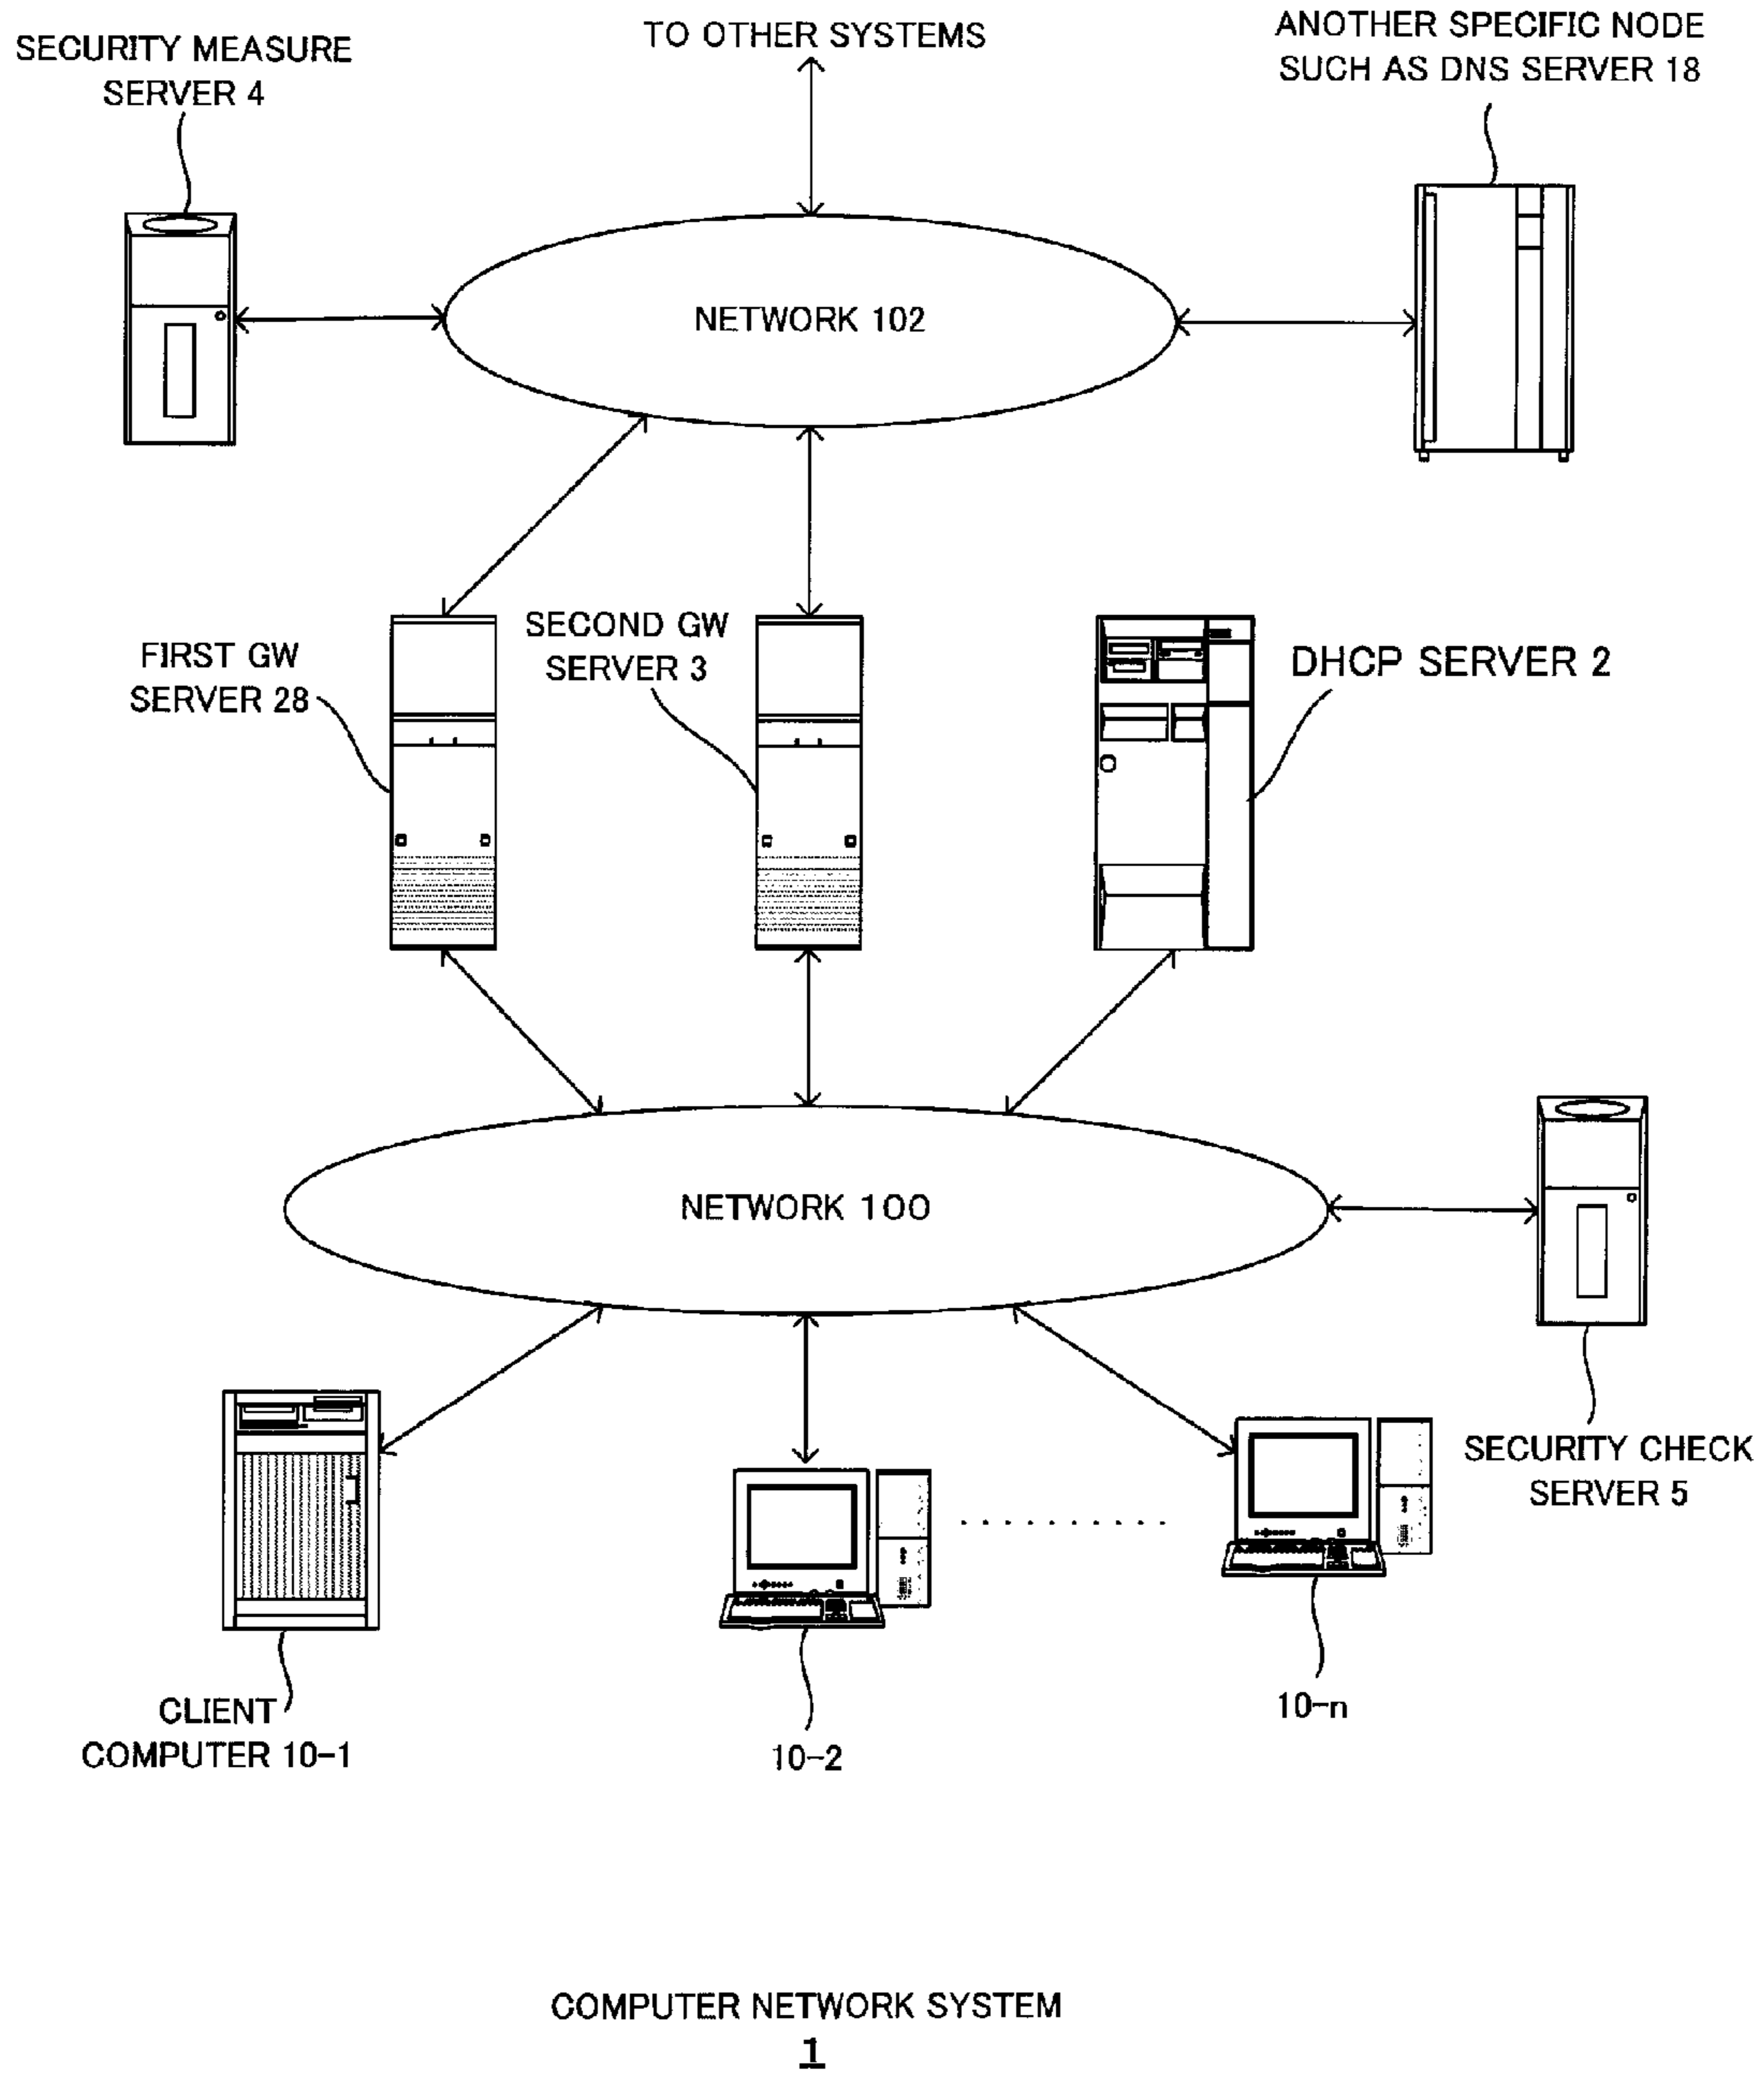 TO OTHER SYSTEMS
ANOTHER SPECIFIC NODE
SUCH AS DNS SERVER 18
SECURITY MEASURE
SERVER 4
NETWORK 102
FIRST GW
SERVER 28
SECOND GW
SERVER 3
DHCP SERVER 2
NETWORK 100
SECURITY CHECK
SERVER 5
CLIENT
COMPUTER 10-1
10-2
10-n
COMPUTER NETWORK SYSTEM
1